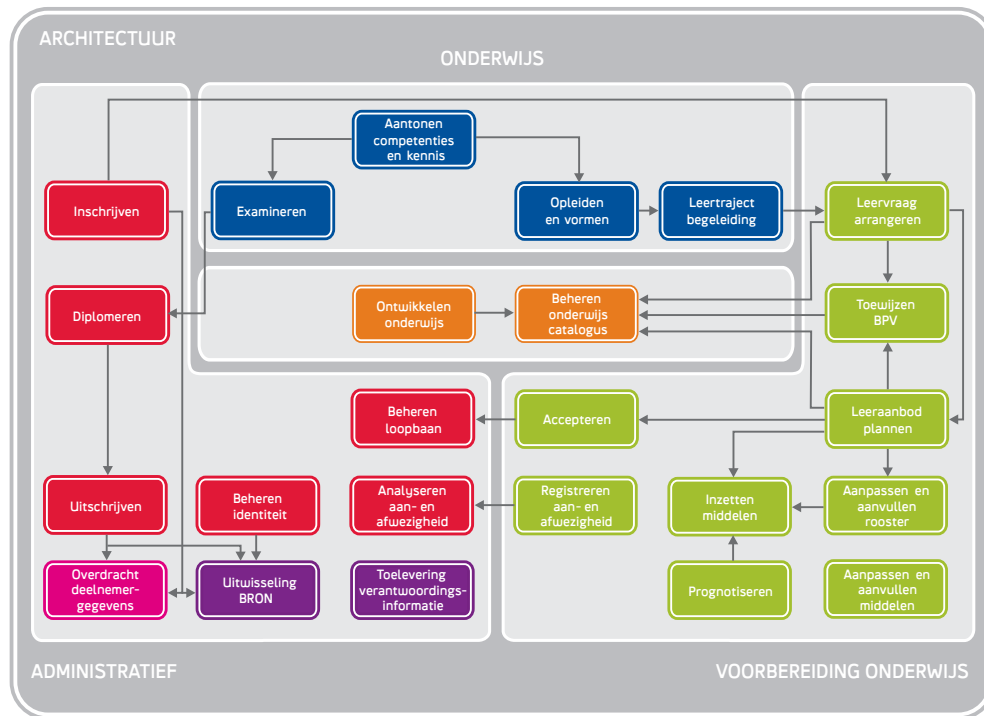 ARCHITECTUUR
ONDERWIJS
Aantonen
competenties
en kennis
Inschrijven
Examineren
Opleiden
en vormen
Leertraject
begeleiding
Leervraag
arrangeren
Diplomeren
Ontwikkelen
onderwijs
Beheren
onderwijs
catalogus
Toewijzen
BPV
Beheren
loopbaan
Accepteren
Leeraanbod
plannen
Uitschrijven
Beheren
identiteit
Analyseren
aan- en
afwezigheid
Registreren
aan- en
afwezigheid
Inzetten
middelen
Aanpassen en
aanvullen
rooster
Overdracht
deelnemer-
gegevens
Uitwisseling
BRON
Toelevering
verantwoordings-
informatie
Prognotiseren
Aanpassen en
aanvullen
middelen
ADMINISTRATIEF
VOORBEREIDING ONDERWIJS